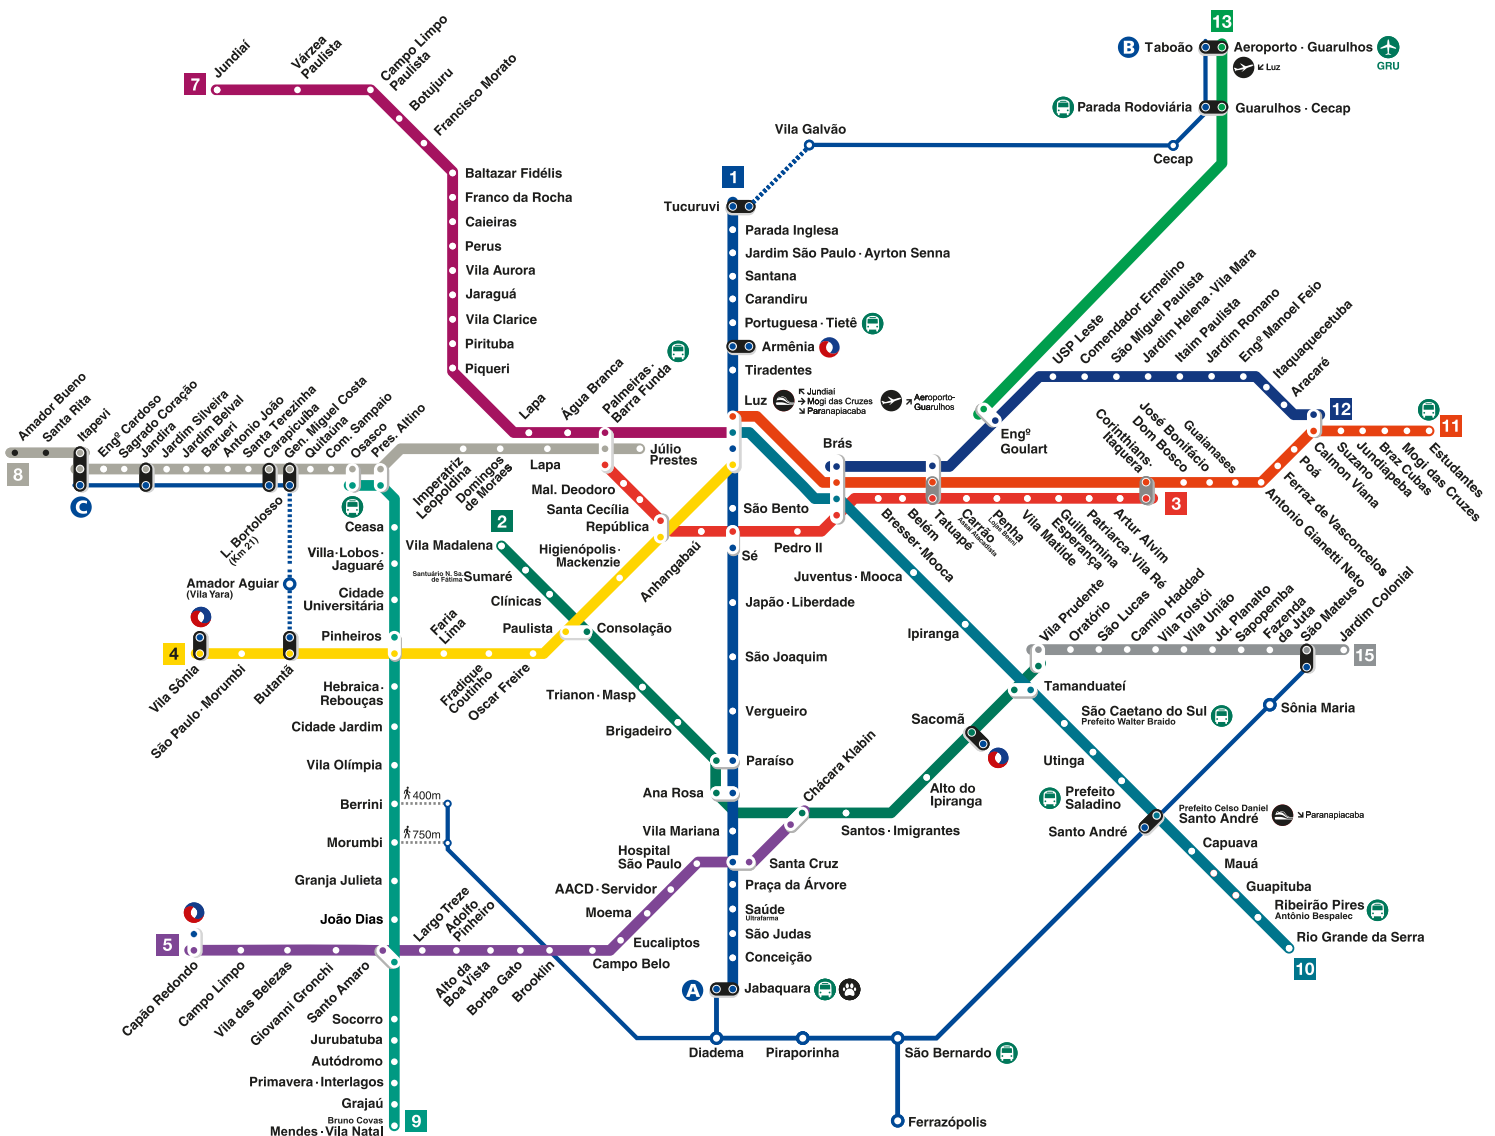 13
B Taboão
Aeroporto · Guarulhos
GRU
↙ Luz
Parada Rodoviária
Guarulhos · Cecap
Vila Galvão
Cecap
7
Jundiaí
Várzea
Paulista
Campo Limpo
Paulista
Botujuru
Francisco Morato
Baltazar Fidélis
Franco da Rocha
Caieiras
Perus
Vila Aurora
Jaraguá
Vila Clarice
Pirituba
Piqueri
Lapa
Água Branca
Palmeiras·
Barra Funda
1
Tucuruvi
Parada Inglesa
Jardim São Paulo · Ayrton Senna
Santana
Carandiru
Portuguesa · Tietê
Armênia
Tiradentes
Luz
↖ Jundiaí
→ Mogi das Cruzes
↘ Paranapiacaba
↗ Aeroporto-
Guarulhos
São Bento
Sé
Japão · Liberdade
São Joaquim
Vergueiro
Paraíso
Ana Rosa
Vila Mariana
Santa Cruz
Praça da Árvore
Saúde
Ultrafarma
São Judas
Conceição
A
Jabaquara
Diadema
Piraporinha
São Bernardo
Ferrazópolis
8
Amador Bueno
Santa Rita
Itapevi
Engº Cardoso
Sagrado Coração
Jandira
Jardim Silveira
Jardim Belval
Barueri
Antonio João
Santa Terezinha
Carapicuíba
Gen. Miguel Costa
Quitaúna
Com. Sampaio
Osasco
Pres. Altino
Imperatriz
Leopoldina
Domingos
de Moraes
Lapa
Júlio
Prestes
C
L. Bortolosso
(Km 21)
Amador Aguiar
(Vila Yara)
Ceasa
Villa-Lobos·
Jaguaré
Cidade
Universitária
Pinheiros
Hebraica·
Rebouças
Cidade Jardim
Vila Olímpia
Berrini
400m
Morumbi
750m
Granja Julieta
João Dias
Socorro
Jurubatuba
Autódromo
Primavera · Interlagos
Grajaú
Bruno Covas
Mendes · Vila Natal
9
4
Vila Sônia
São Paulo · Morumbi
Butantã
Faria
Lima
Fradique
Coutinho
Oscar Freire
Paulista
Higienópolis·
Mackenzie
República
2
Vila Madalena
Santuário N. Sa.
de Fátima
Sumaré
Clínicas
Consolação
Trianon · Masp
Brigadeiro
Chácara Klabin
Santos · Imigrantes
Alto do
Ipiranga
Sacomã
Tamanduateí
Vila Prudente
5
Capão Redondo
Campo Limpo
Vila das Belezas
Giovanni Gronchi
Santo Amaro
Largo Treze
Adolfo
Pinheiro
Alto da
Boa Vista
Borba Gato
Brooklin
Campo Belo
Eucaliptos
Moema
AACD · Servidor
Hospital
São Paulo
Mal. Deodoro
Santa Cecília
Anhangabaú
Pedro II
Brás
Bresser · Mooca
Belém
Tatuapé
Carrão
Assaí Atacadista
Penha
Lojas Besni
Vila Matilde
Guilhermina
Esperança
Patriarca · Vila Ré
Artur Alvim
Corinthians·
Itaquera
3
Engº
Goulart
USP Leste
Comendador Ermelino
São Miguel Paulista
Jardim Helena · Vila Mara
Itaim Paulista
Jardim Romano
Engº Manoel Feio
Itaquaquecetuba
Aracaré
12
José Bonifácio
Dom Bosco
Guaianases
Antonio Gianetti Neto
Ferraz de Vasconcelos
Poá
Calmon Viana
Suzano
Jundiapeba
Braz Cubas
Mogi das Cruzes
Estudantes
11
Oratório
São Lucas
Camilo Haddad
Vila Tolstói
Vila União
Jd. Planalto
Sapopemba
Fazenda
da Juta
São Mateus
Jardim Colonial
15
Sônia Maria
Juventus · Mooca
Ipiranga
São Caetano do Sul
Prefeito Walter Braido
Utinga
Prefeito
Saladino
Prefeito Celso Daniel
Santo André
↘ Paranapiacaba
Santo André
Capuava
Mauá
Guapituba
Ribeirão Pires
Antônio Bespalec
Rio Grande da Serra
10